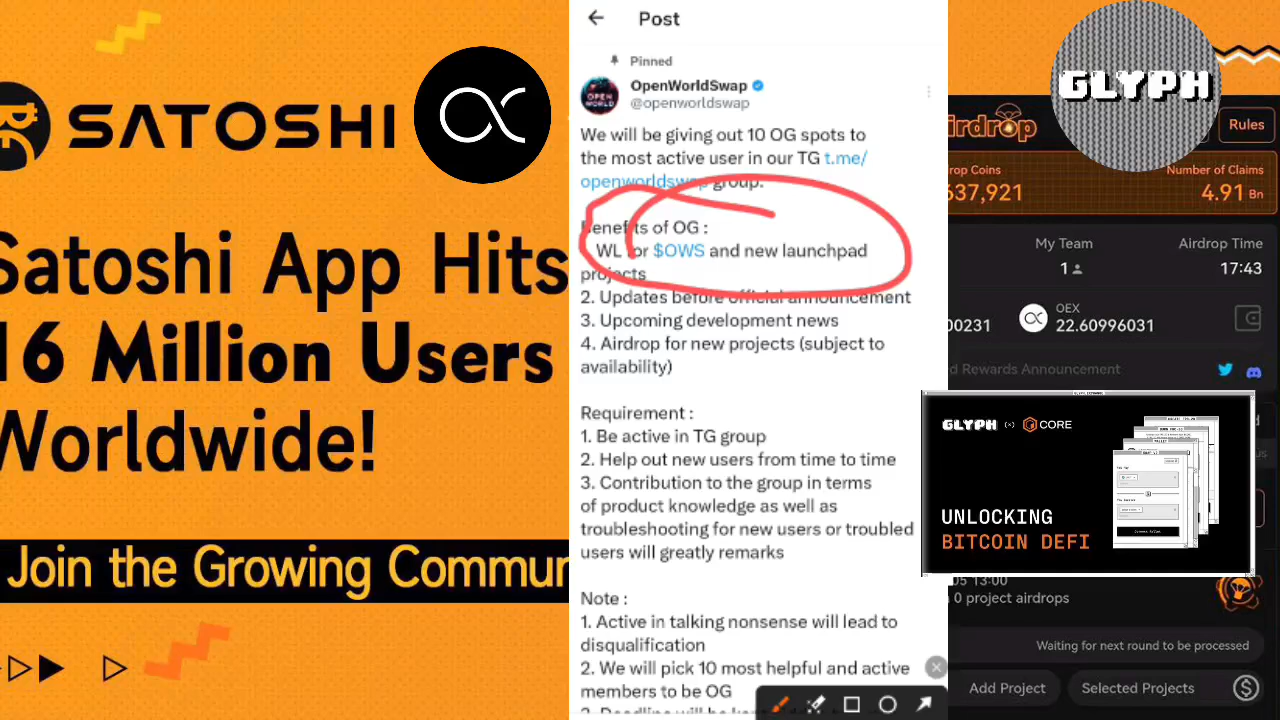 SATOSHI
Satoshi App Hits
16 Million Users
Worldwide!
Join the Growing Commun
Post
Pinned
OpenWorldSwap
@openworldswap
We will be giving out 10 OG spots to
the most active user in our TG t.me/
openworldswap group.
Benefits of OG :
WL for $OWS and new launchpad
projects
2. Updates before official announcement
3. Upcoming development news
4. Airdrop for new projects (subject to
availability)
Requirement :
1. Be active in TG group
2. Help out new users from time to time
3. Contribution to the group in terms
of product knowledge as well as
troubleshooting for new users or troubled
users will greatly remarks
Note :
1. Active in talking nonsense will lead to
disqualification
2. We will pick 10 most helpful and active
members to be OG
GLYPH
irdrop
Rules
rop Coins
Number of Claims
637,921
4.91 Bn
My Team
Airdrop Time
1
17:43
OEX
00231
22.60996031
d Rewards Announcement
GLYPH (x) CORE
UNLOCKING
BITCOIN DEFI
05 13:00
0 project airdrops
Waiting for next round to be processed
Add Project
Selected Projects